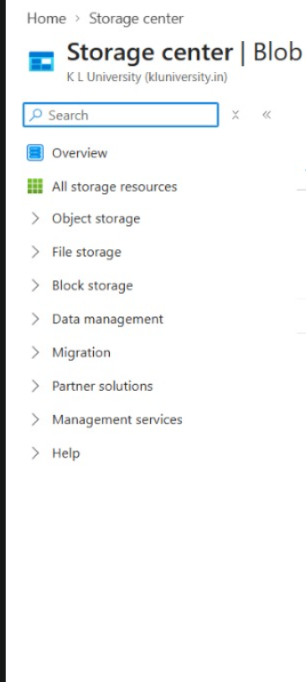 Home > Storage center
Storage center | Blob
K L University (kluniversity.in)
Search
Overview
All storage resources
Object storage
File storage
Block storage
Data management
Migration
Partner solutions
Management services
Help